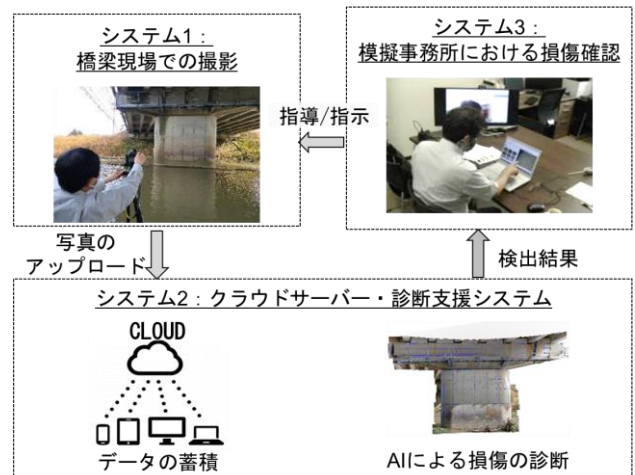 システム1：
橋梁現場での撮影
システム3：
模擬事務所における損傷確認
指導/指示
写真の
アップロード
検出結果
システム2：クラウドサーバー・診断支援システム
CLOUD
データの蓄積
AIによる損傷の診断